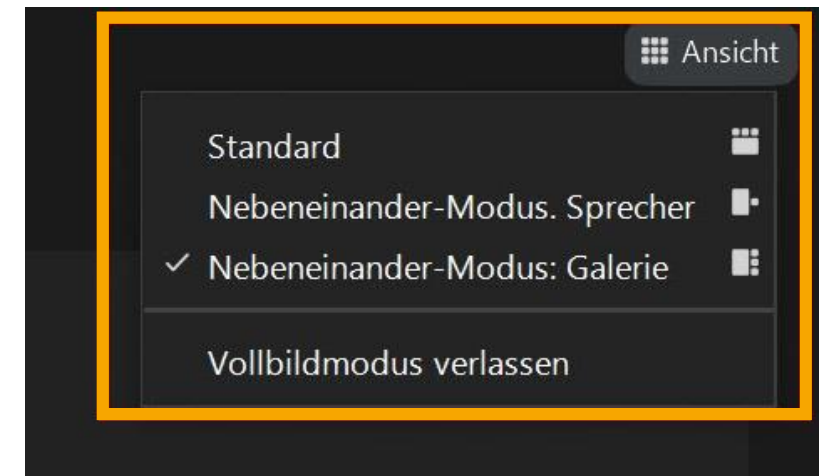 Ansicht
Standard
Nebeneinander-Modus. Sprecher
Nebeneinander-Modus: Galerie
Vollbildmodus verlassen